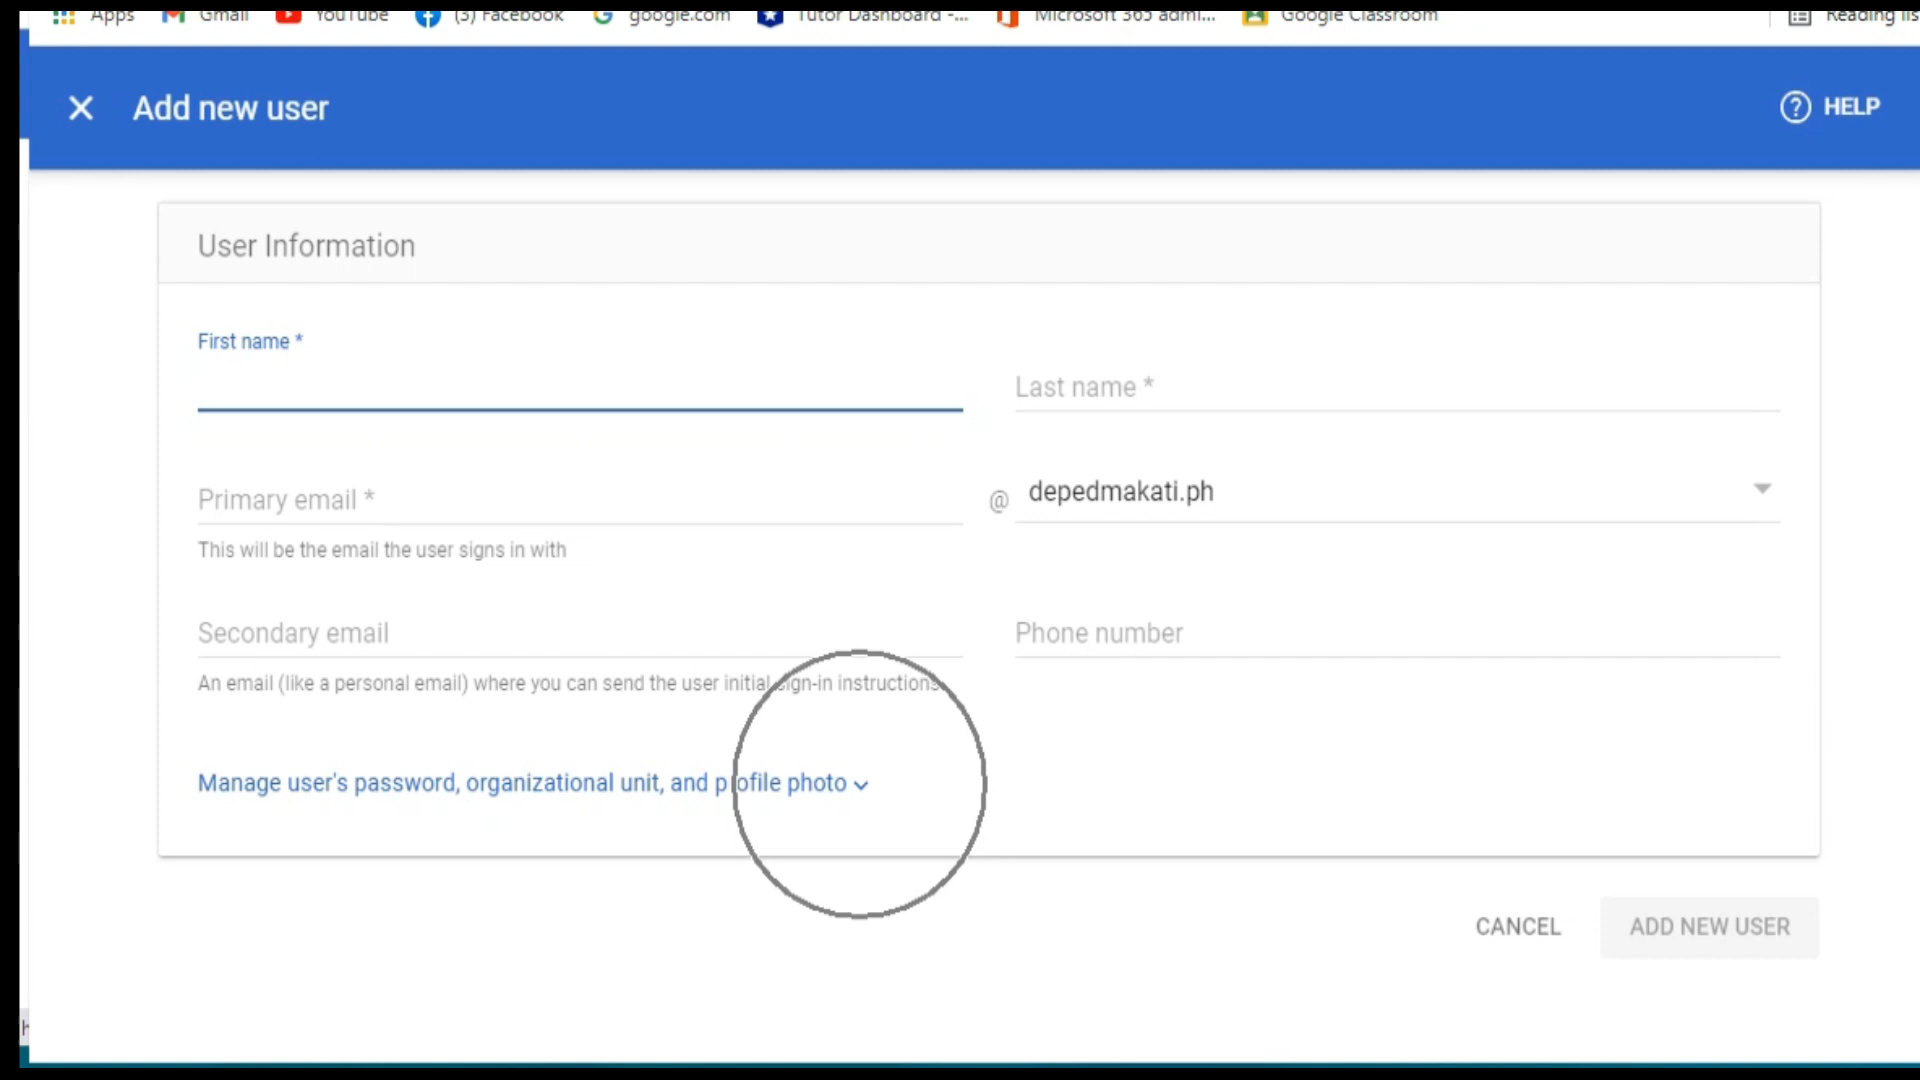 Apps Gmail YouTube (3) Facebook google.com Tutor Dashboard -... Microsoft 365 admi... Google Classroom Reading lis
Add new user
HELP
User Information
First name *
Last name *
Primary email *
@ depedmakati.ph
This will be the email the user signs in with
Secondary email
Phone number
An email (like a personal email) where you can send the user initial sign-in instructions
Manage user's password, organizational unit, and profile photo
CANCEL
ADD NEW USER